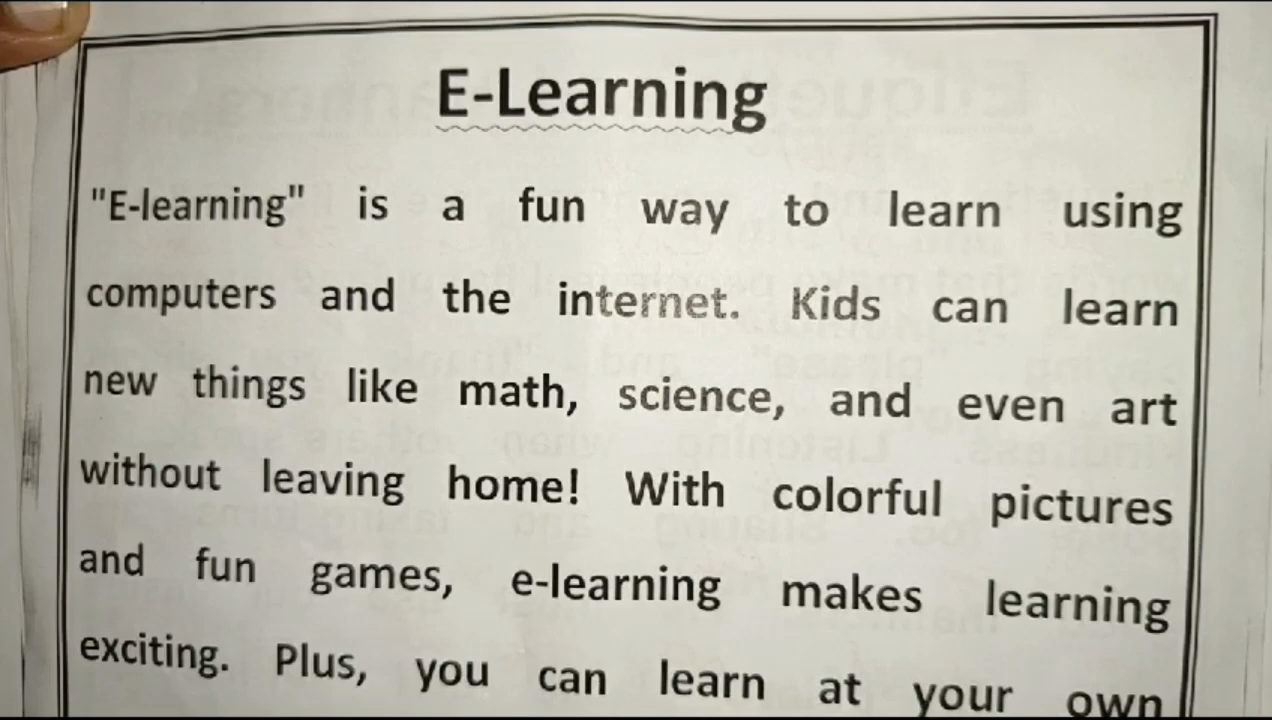 E-Learning
"E-learning" is a fun way to learn using
computers and the internet. Kids can learn
new things like math, science, and even art
without leaving home! With colorful pictures
and fun games, e-learning makes learning
exciting. Plus, you can learn at your own